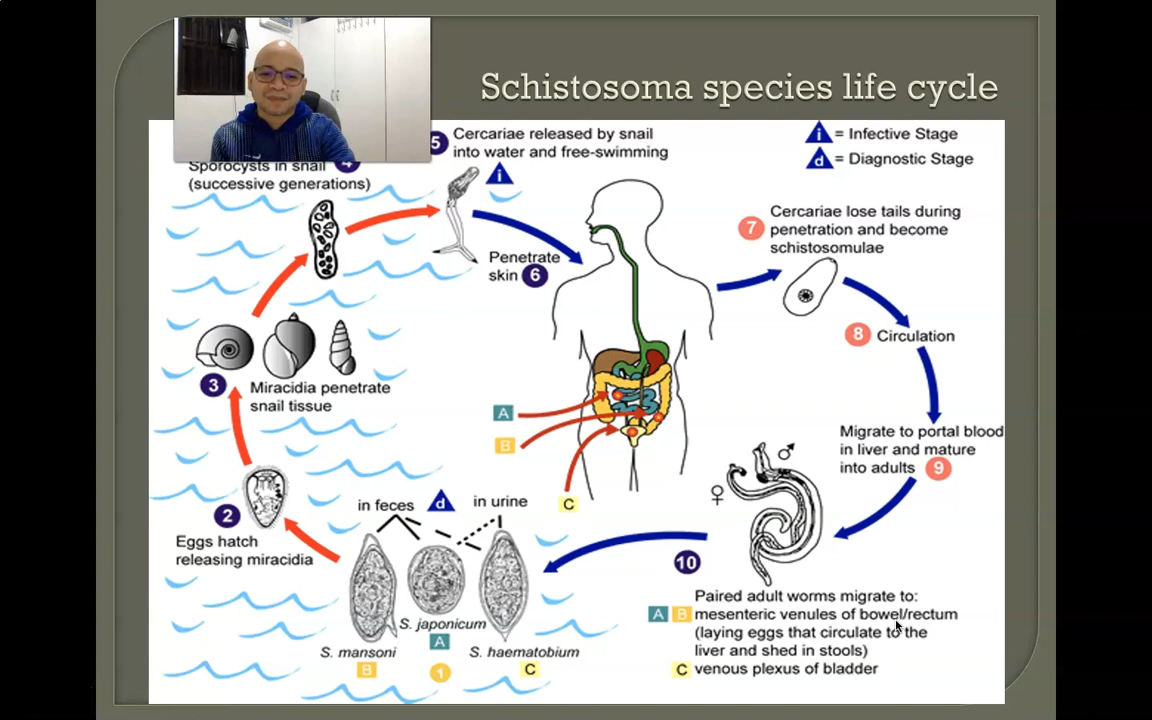 Schistosoma species life cycle
i = Infective Stage
d = Diagnostic Stage
5 Cercariae released by snail
into water and free-swimming
i
Sporocysts in snail 4
(successive generations)
Penetrate
skin 6
7 Cercariae lose tails during
penetration and become
schistosomulae
8 Circulation
Migrate to portal blood
in liver and mature
into adults 9
3 Miracidia penetrate
snail tissue
A
B
C
2
Eggs hatch
releasing miracidia
in feces d in urine
♂
♀
10
Paired adult worms migrate to:
A B mesenteric venules of bowel/rectum
(laying eggs that circulate to the
liver and shed in stools)
C venous plexus of bladder
S. japonicum
A
S. mansoni
B
1
S. haematobium
C